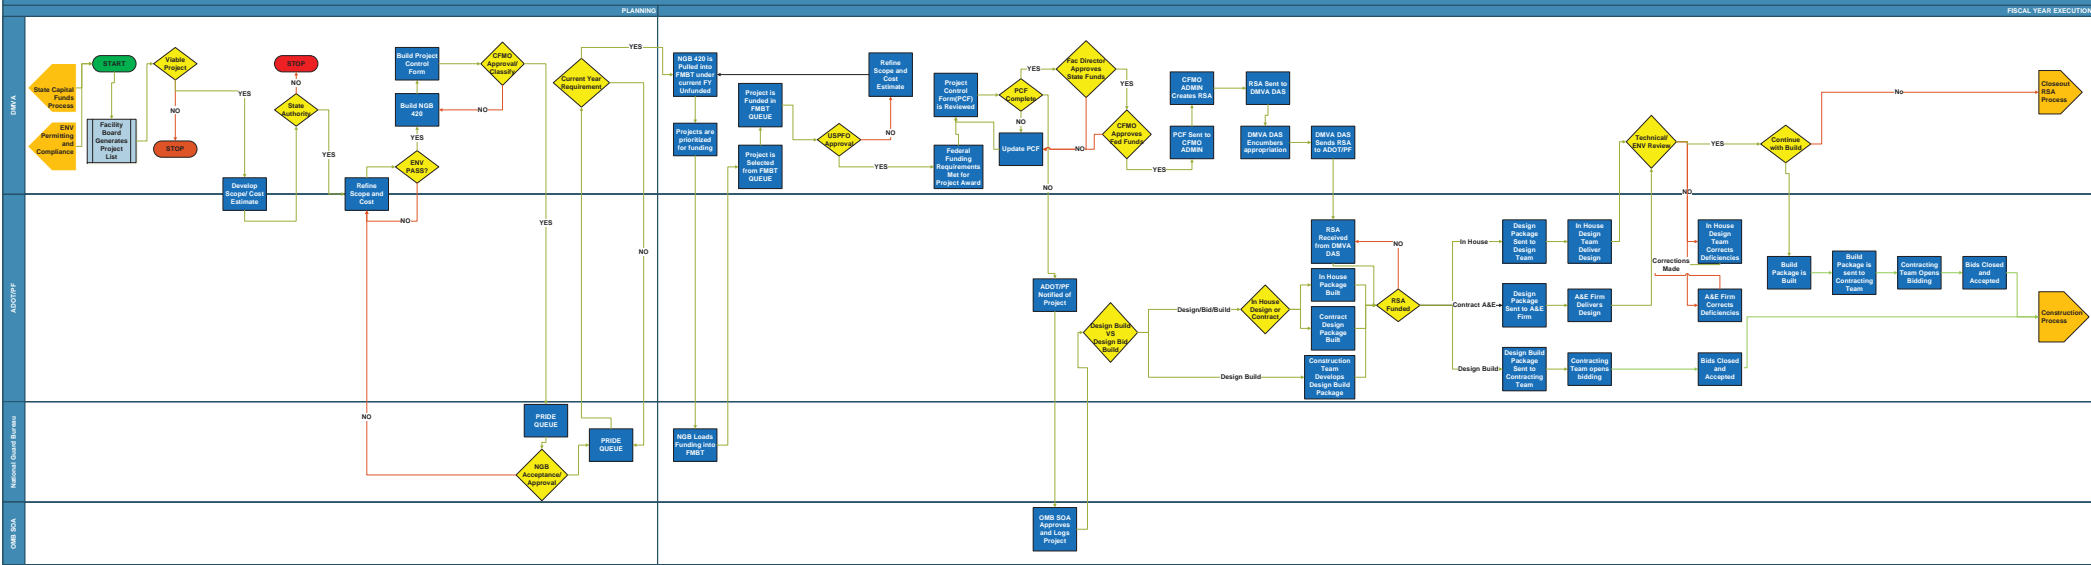 PLANNING
FISCAL YEAR EXECUTION
DMVA
State Capital
Funds
Process
ENV
Permitting
and
Compliance
START
Facility
Board
Generates
Project
List
Viable
Project
NO
STOP
YES
Develop
Scope/ Cost
Estimate
STOP
NO
State
Authority
YES
Refine
Scope and
Cost
Build Project
Control
Form
Build NGB
420
YES
ENV
PASS?
NO
CFMO
Approval/
Classify
NO
YES
Current Year
Requirement
YES
NO
NGB 420 is
Pulled into
FMBT under
current FY
Unfunded
Projects are
prioritized
for funding
Project is
Funded in
FMBT
QUEUE
Project is
Selected
from FMBT
QUEUE
USPFO
Approval
YES
NO
Refine
Scope and
Cost
Estimate
Project
Control
Form(PCF)
is Reviewed
Federal
Funding
Requirements
Met for
Project Award
PCF
Complete
YES
NO
Update PCF
NO
Fac Director
Approves
State Funds
YES
NO
CFMO
Approves
Fed Funds
YES
CFMO
ADMIN
Creates RSA
PCF Sent to
CFMO
ADMIN
RSA Sent to
DMVA DAS
DMVA DAS
Encumbers
appropriation
DMVA DAS
Sends RSA
to ADOT/PF
Technical/
ENV Review
YES
NO
Continue
with Build
No
Closeout
RSA
Process
ADOT/PF
ADOT/PF
Notified of
Project
Design Build
VS
Design Bid
Build
Design/Bid/Build
Design Build
In House
Design or
Contract
RSA
Received
from DMVA
DAS
In House
Package
Built
Contract
Design
Package
Built
Construction
Team
Develops
Design Build
Package
NO
RSA
Funded
In House
Contract A&E
Design Build
Design
Package
Sent to
Design
Team
In House
Design
Team
Deliver
Design
Design
Package
Sent to A&E
Firm
A&E Firm
Delivers
Design
Design Build
Package
Sent to
Contracting
Team
Contracting
Team opens
bidding
Corrections
Made
In House
Design
Team
Corrects
Deficiencies
A&E Firm
Corrects
Deficiencies
Bids Closed
and
Accepted
Build
Package is
Built
Build
Package is
sent to
Contracting
Team
Contracting
Team Opens
Bidding
Bids Closed
and
Accepted
Construction
Process
National Guard Bureau
NO
PRIDE
QUEUE
NGB
Acceptance/
Approval
PRIDE
QUEUE
NGB Loads
Funding into
FMBT
OMB SOA
OMB SOA
Approves
and Logs
Project